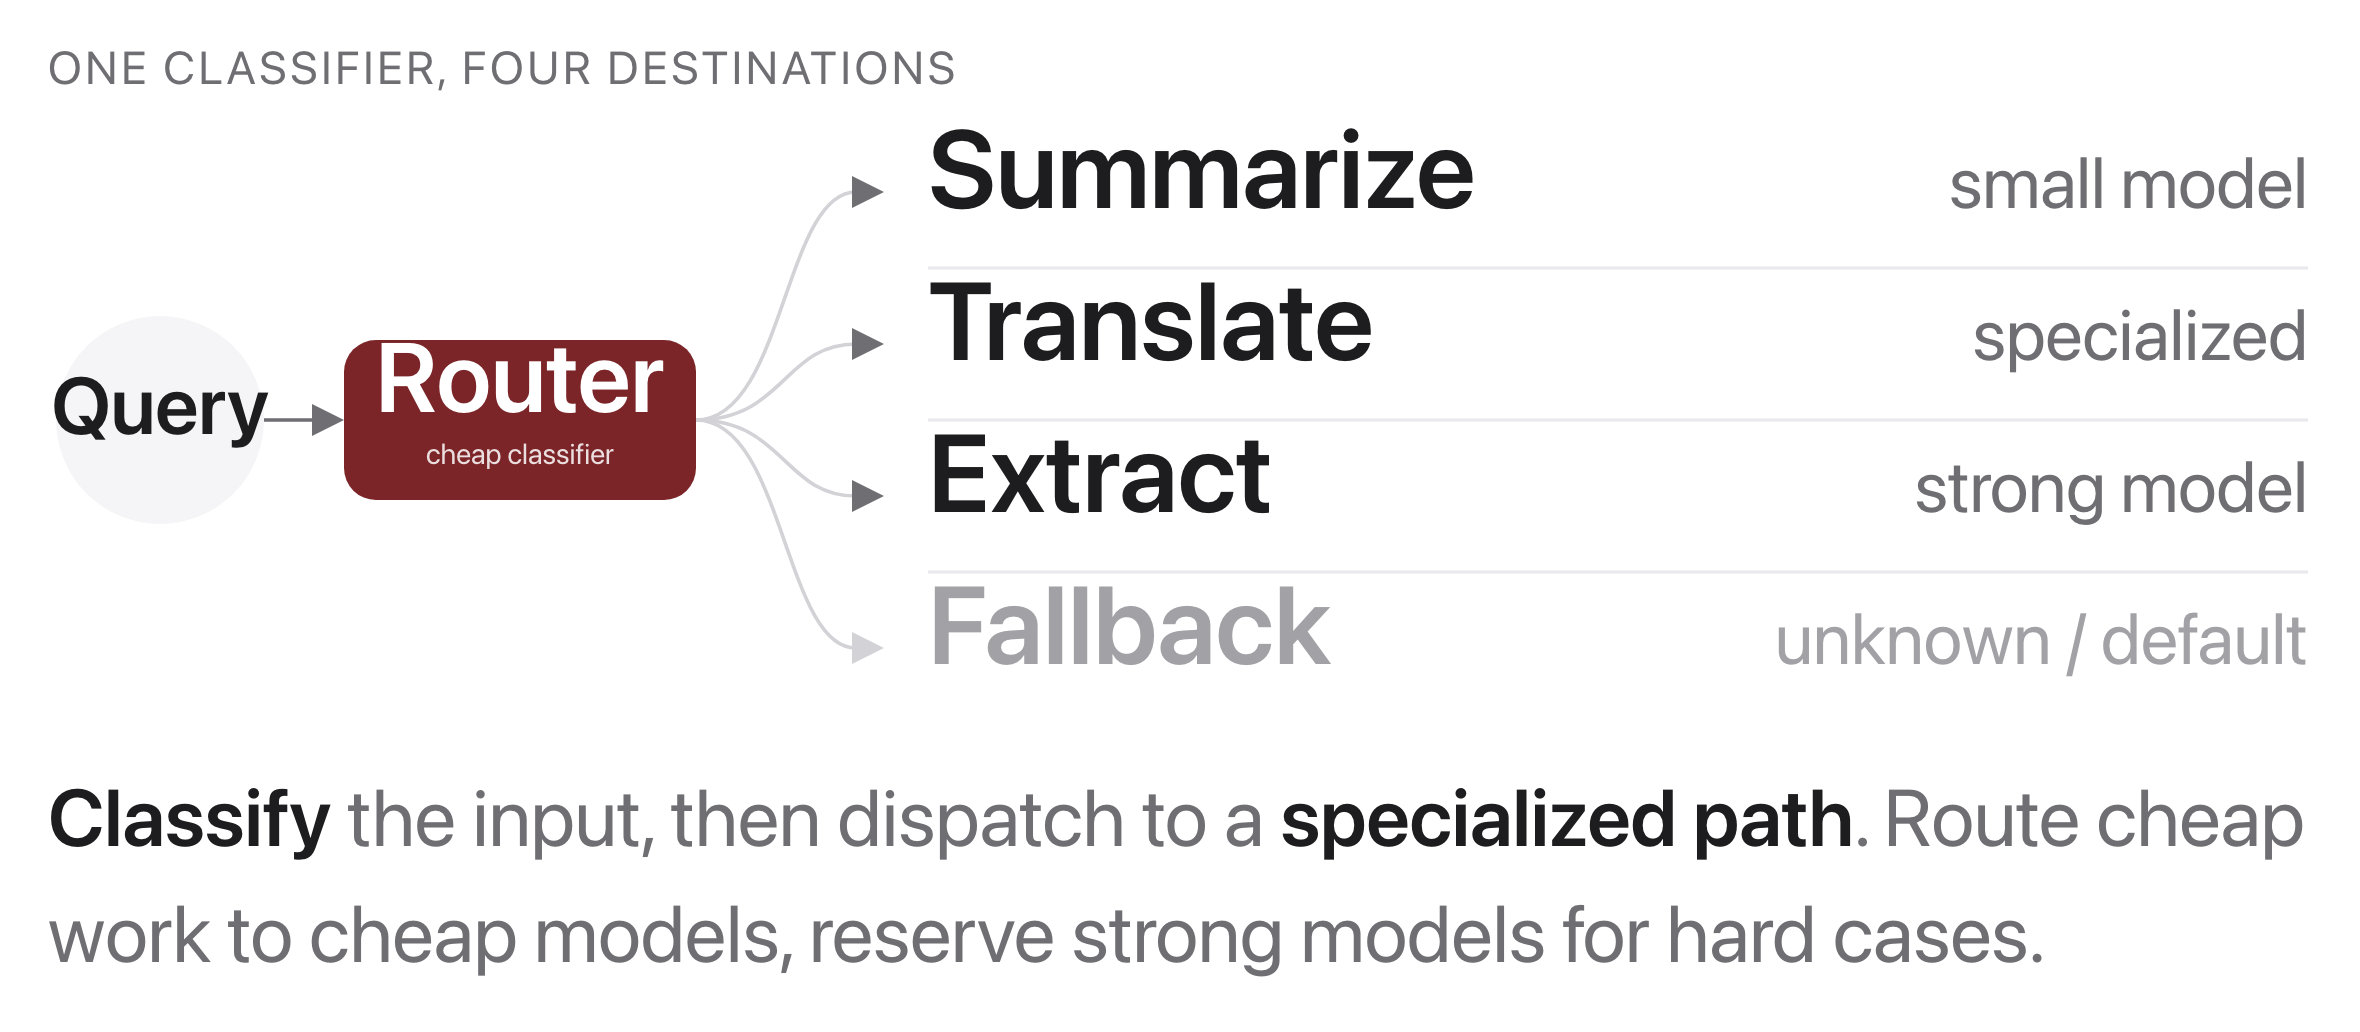 ONE CLASSIFIER, FOUR DESTINATIONS
Query
Router
cheap classifier
Summarize
small model
Translate
specialized
Extract
strong model
Fallback
unknown / default
Classify the input, then dispatch to a specialized path. Route cheap
work to cheap models, reserve strong models for hard cases.